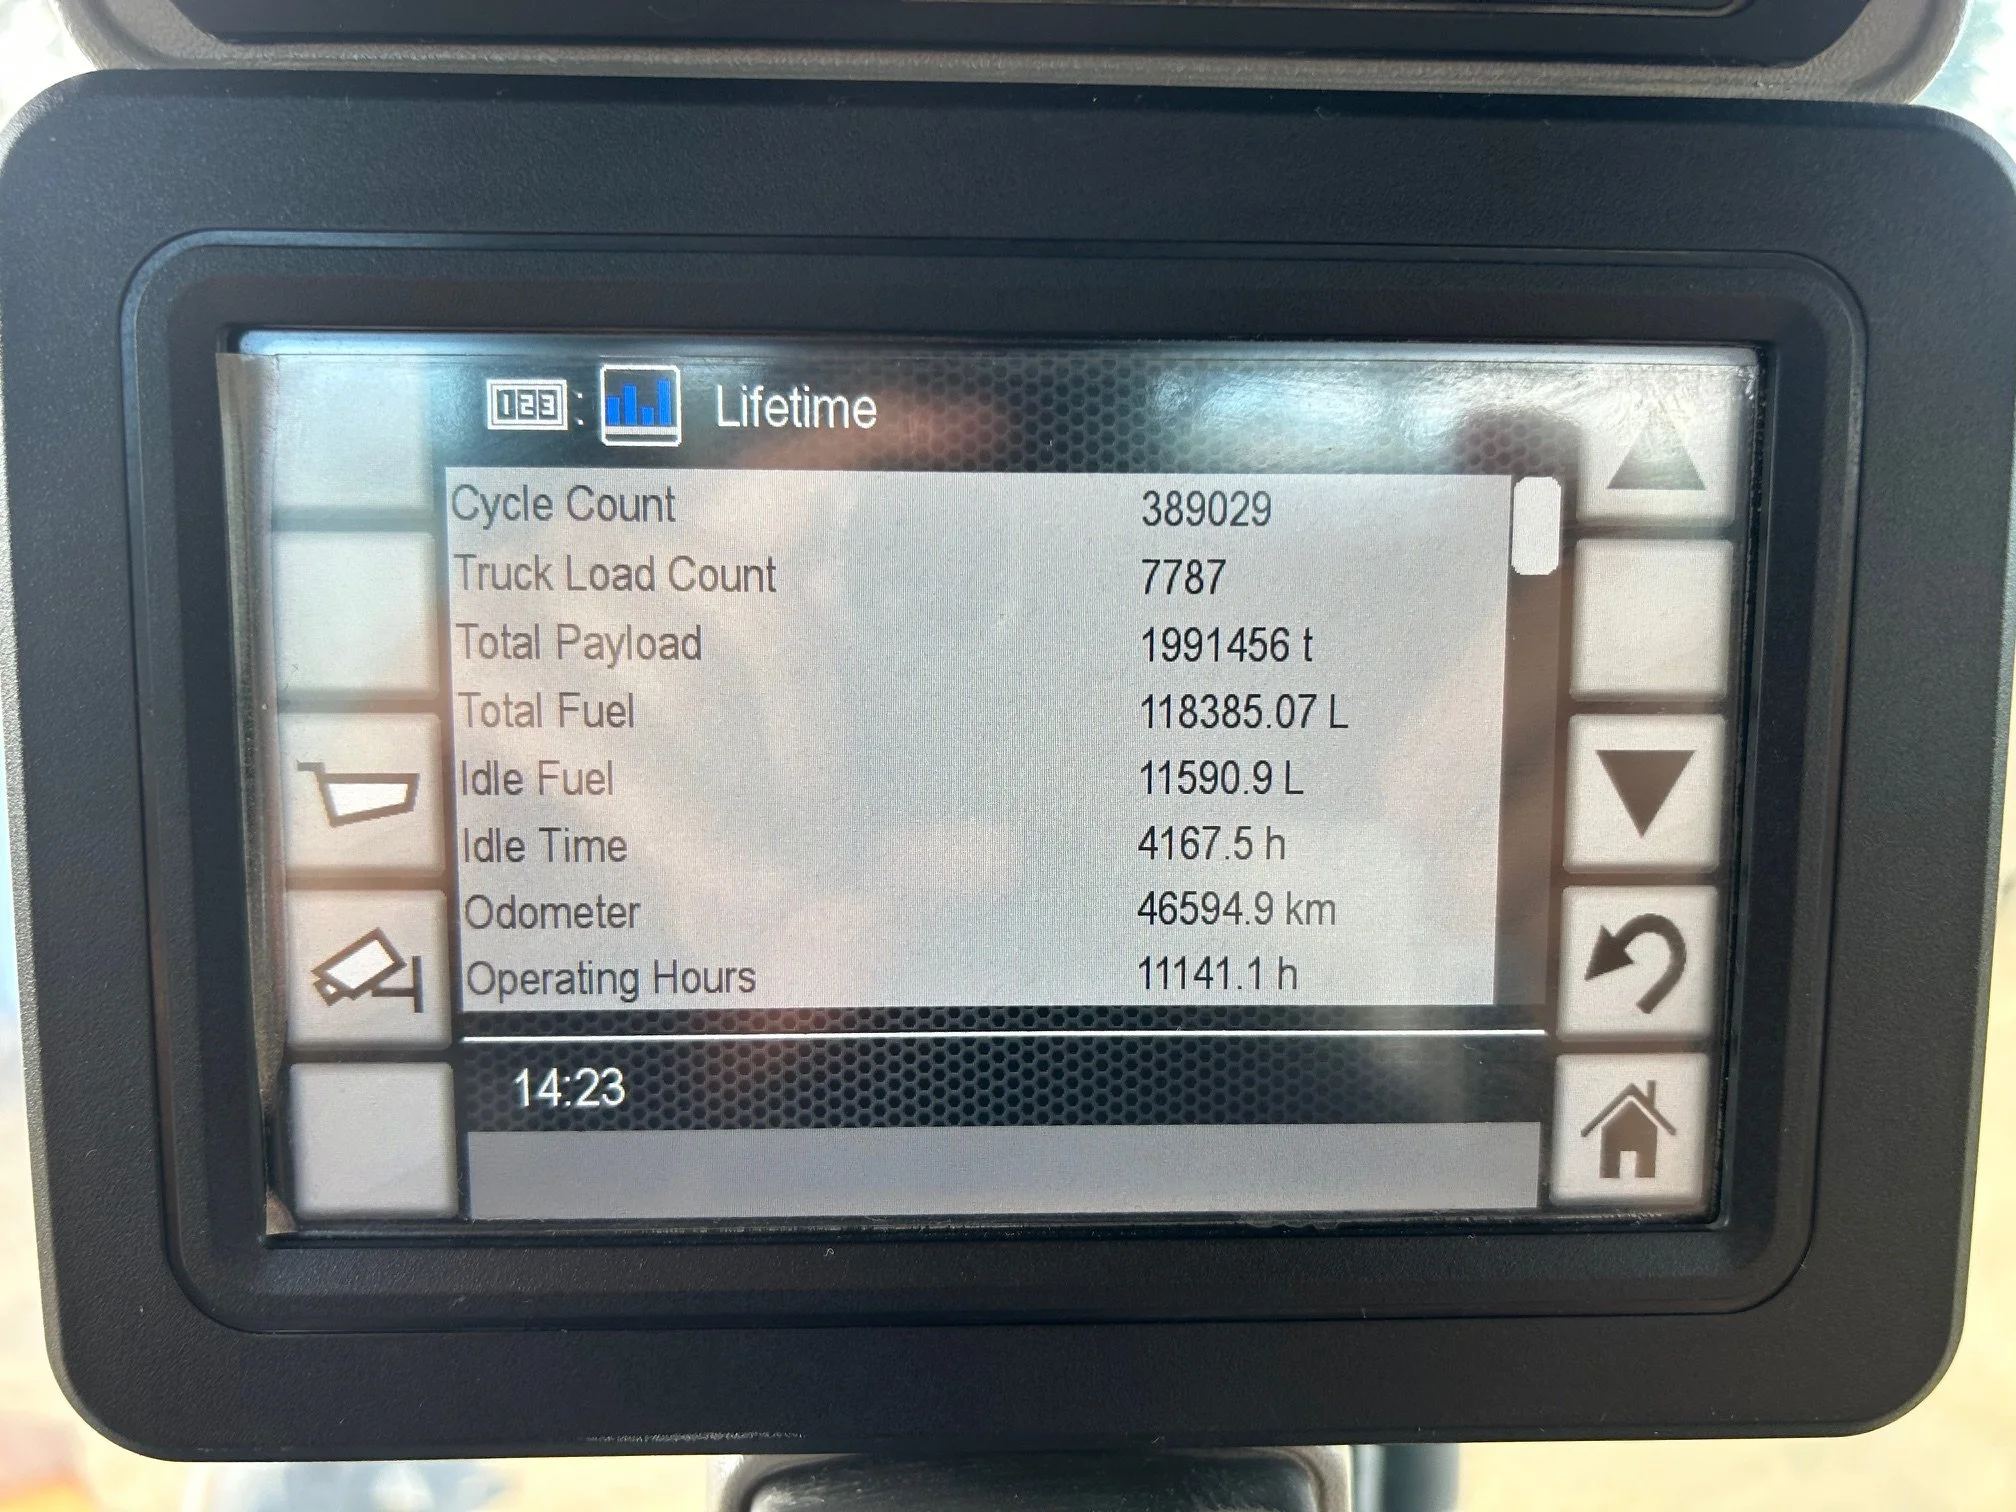 123 : Lifetime
Cycle Count 389029
Truck Load Count 7787
Total Payload 1991456 t
Total Fuel 118385.07 L
Idle Fuel 11590.9 L
Idle Time 4167.5 h
Odometer 46594.9 km
Operating Hours 11141.1 h
14:23